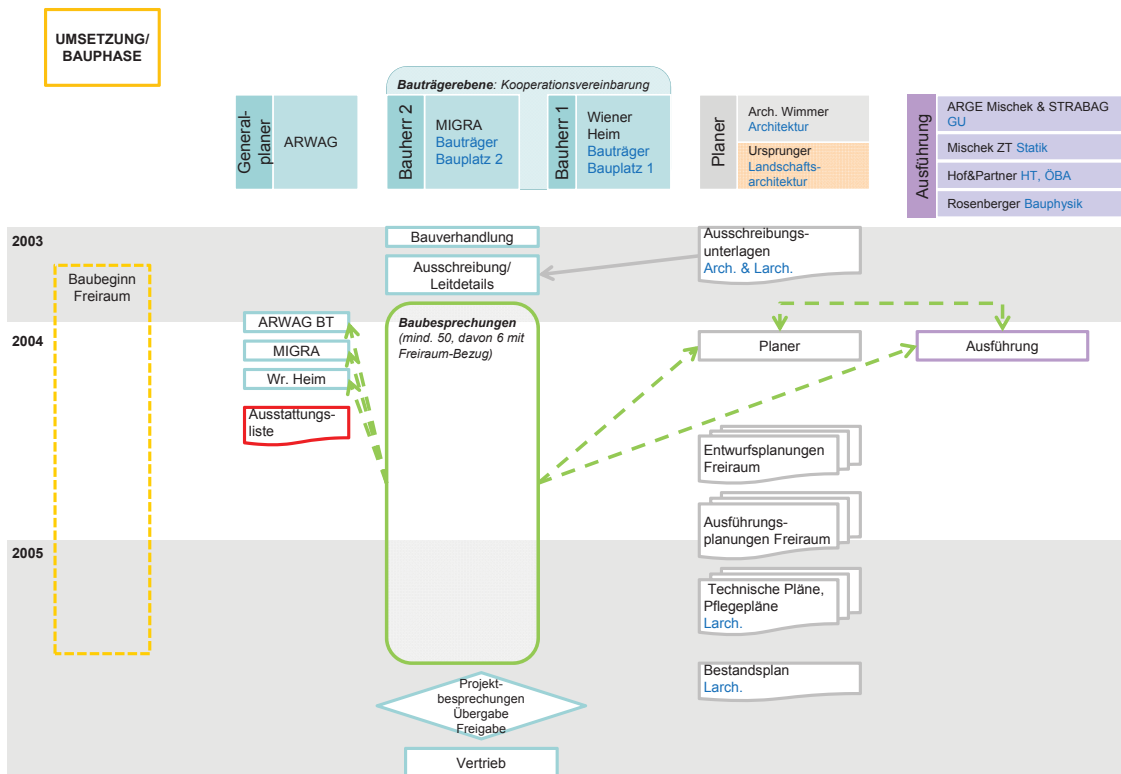 UMSETZUNG/
BAUPHASE
Bauträgerebene: Kooperationsvereinbarung
General-
planer
ARWAG
Bauherr 2
MIGRA
Bauträger
Bauplatz 2
Bauherr 1
Wiener
Heim
Bauträger
Bauplatz 1
Planer
Arch. Wimmer
Architektur
Ursprunger
Landschafts-
architektur
Ausführung
ARGE Mischek & STRABAG
GU
Mischek ZT Statik
Hof&Partner HT, ÖBA
Rosenberger Bauphysik
2003
Baubeginn
Freiraum
Bauverhandlung
Ausschreibung/
Leitdetails
Ausschreibungs-
unterlagen
Arch. & Larch.
2004
ARWAG BT
MIGRA
Wr. Heim
Ausstattungs-
liste
Baubesprechungen
(mind. 50, davon 6 mit
Freiraum-Bezug)
Planer
Ausführung
Entwurfsplanungen
Freiraum
Ausführungs-
planungen Freiraum
2005
Technische Pläne,
Pflegepläne
Larch.
Bestandsplan
Larch.
Projekt-
besprechungen
Übergabe
Freigabe
Vertrieb